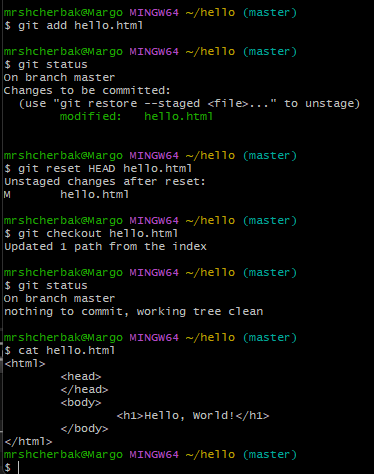 mrshcherbak@Margo MINGW64 ~/hello (master)
$ git add hello.html
mrshcherbak@Margo MINGW64 ~/hello (master)
$ git status
On branch master
Changes to be committed:
  (use "git restore --staged <file>..." to unstage)
        modified:   hello.html
mrshcherbak@Margo MINGW64 ~/hello (master)
$ git reset HEAD hello.html
Unstaged changes after reset:
M       hello.html
mrshcherbak@Margo MINGW64 ~/hello (master)
$ git checkout hello.html
Updated 1 path from the index
mrshcherbak@Margo MINGW64 ~/hello (master)
$ git status
On branch master
nothing to commit, working tree clean
mrshcherbak@Margo MINGW64 ~/hello (master)
$ cat hello.html
<html>
        <head>
        </head>
        <body>
                <h1>Hello, World!</h1>
        </body>
</html>
mrshcherbak@Margo MINGW64 ~/hello (master)
$